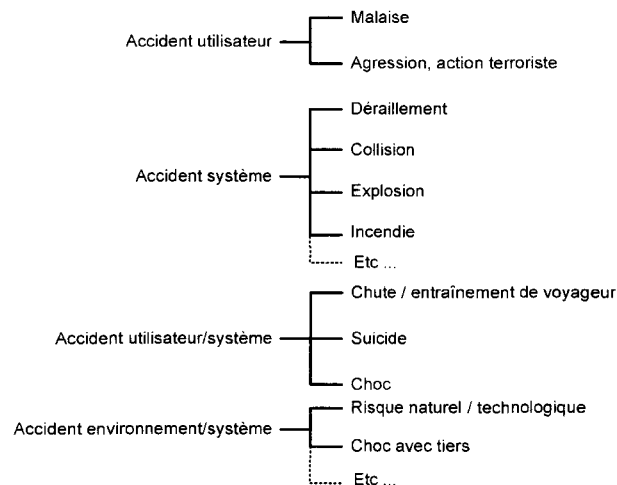 Malaise
Accident utilisateur
Agression, action terroriste
Déraillement
Collision
Accident système
Explosion
Incendie
Etc ...
Chute / entraînement de voyageur
Accident utilisateur/système
Suicide
Choc
Risque naturel / technologique
Accident environnement/système
Choc avec tiers
Etc ...